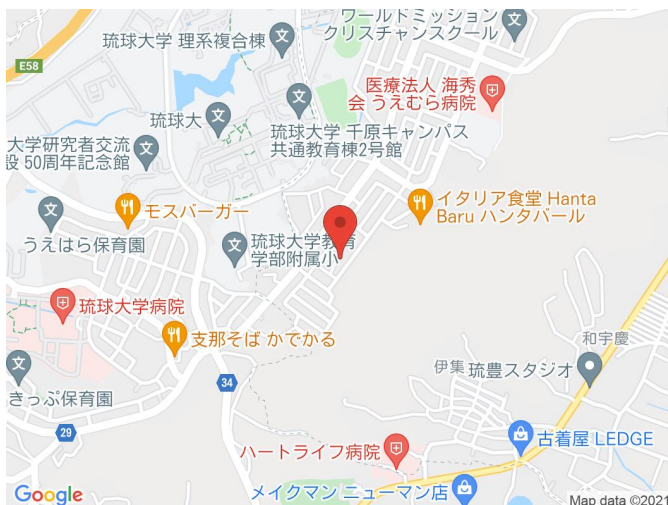 ワールドミッション
クリスチャンスクール
琉球大学 理系複合棟
E58
医療法人 海秀
会 うえむら病院
琉球大
琉球大学 千原キャンパス
共通教育棟2号館
大学研究者交流
設 50周年記念館
モスバーガー
イタリア食堂 Hanta
Baru ハンタバール
うえはら保育園
琉球大学教育
学部附属小
琉球大学病院
支那そば かでかる
和宇慶
伊集
琉豊スタジオ
34
きっぷ保育園
29
古着屋 LEDGE
ハートライフ病院
メイクマン ニューマン店
Google
Map data ©2021